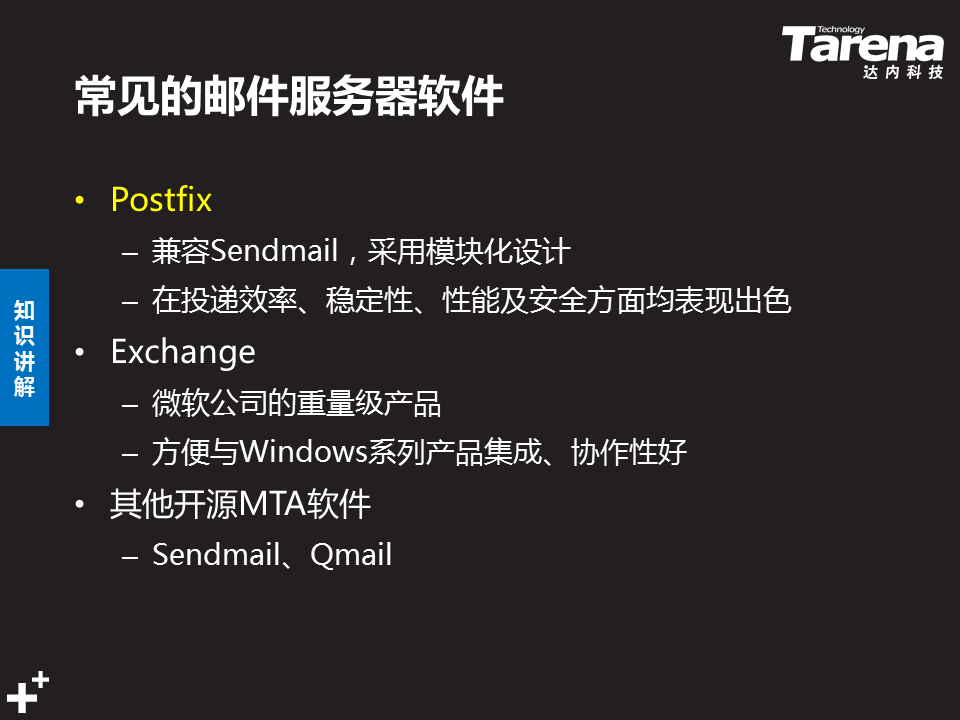 Technology
Tarena
达内科技
常见的邮件服务器软件
• Postfix
– 兼容Sendmail，采用模块化设计
– 在投递效率、稳定性、性能及安全方面均表现出色
知识讲解
• Exchange
– 微软公司的重量级产品
– 方便与Windows系列产品集成、协作性好
• 其他开源MTA软件
– Sendmail、Qmail